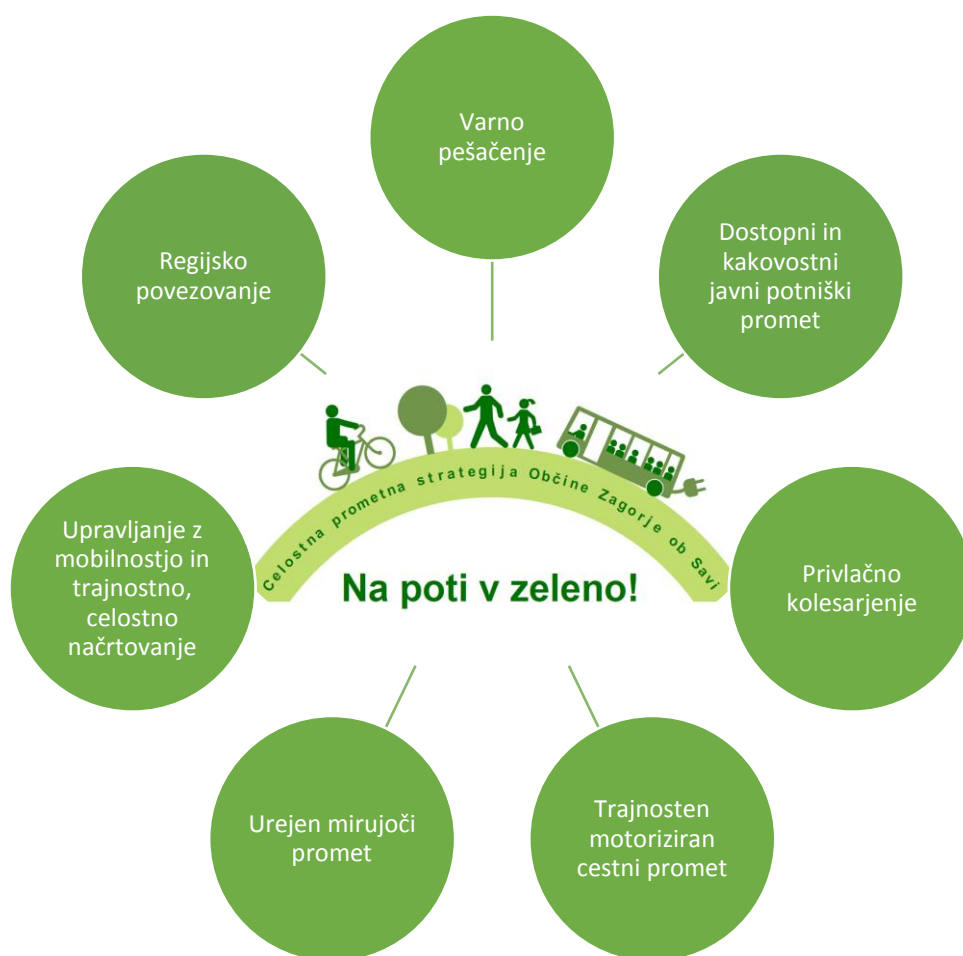 Varno
pešačenje
Dostopni in
kakovostni
javni potniški
promet
Regijsko
povezovanje
Celostna prometna strategija Občine Zagorje ob Savi
Na poti v zeleno!
Upravljanje z
mobilnostjo in
trajnostno,
celostno
načrtovanje
Privlačno
kolesarjenje
Urejen mirujoči
promet
Trajnosten
motoriziran
cestni promet